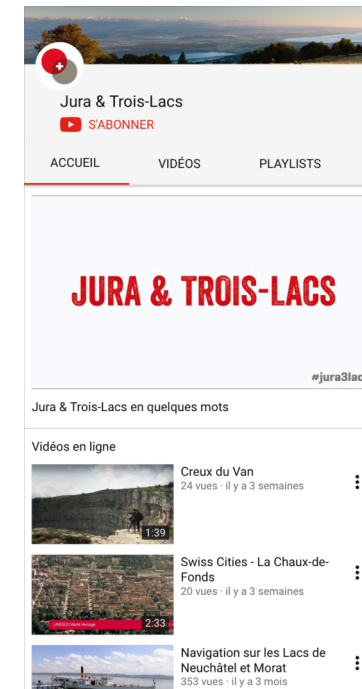 Jura & Trois-Lacs
S'ABONNER
ACCUEIL VIDÉOS PLAYLISTS
JURA & TROIS-LACS
#jura3lac
Jura & Trois-Lacs en quelques mots
Vidéos en ligne
Creux du Van
24 vues · il y a 3 semaines
1:39
Swiss Cities - La Chaux-de-
Fonds
20 vues · il y a 3 semaines
UNESCO World Heritage
2:33
Navigation sur les Lacs de
Neuchâtel et Morat
353 vues · il y a 3 mois